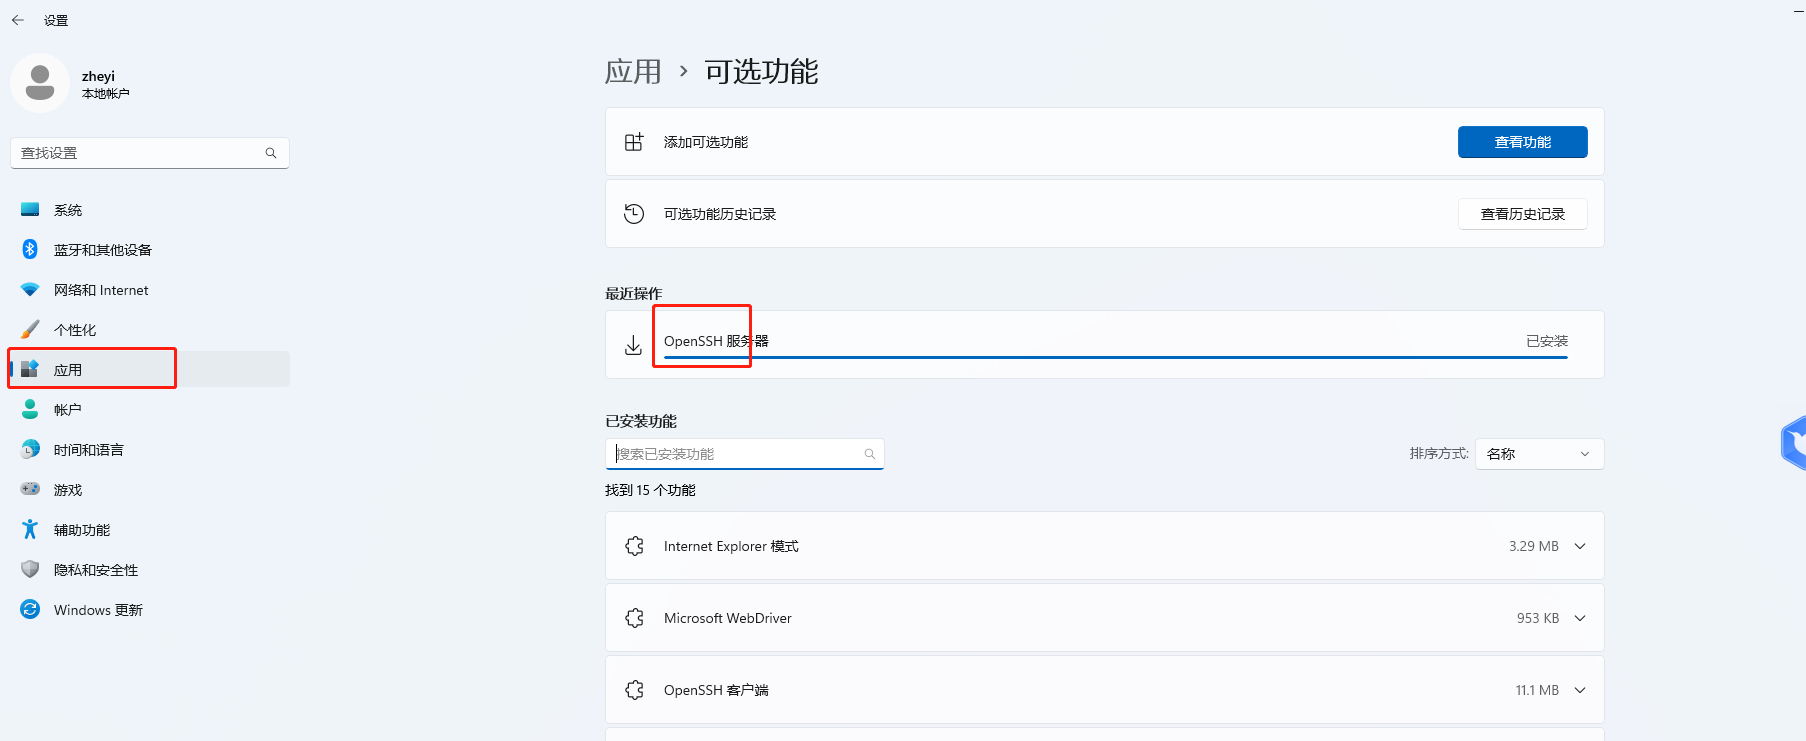 设置
zheyi
本地帐户
查找设置
系统
蓝牙和其他设备
网络和 Internet
个性化
应用
帐户
时间和语言
游戏
辅助功能
隐私和安全性
Windows 更新
应用 › 可选功能
添加可选功能 查看功能
可选功能历史记录 查看历史记录
最近操作
OpenSSH 服务器 已安装
已安装功能
搜索已安装功能 排序方式: 名称
找到 15 个功能
Internet Explorer 模式 3.29 MB
Microsoft WebDriver 953 KB
OpenSSH 客户端 11.1 MB